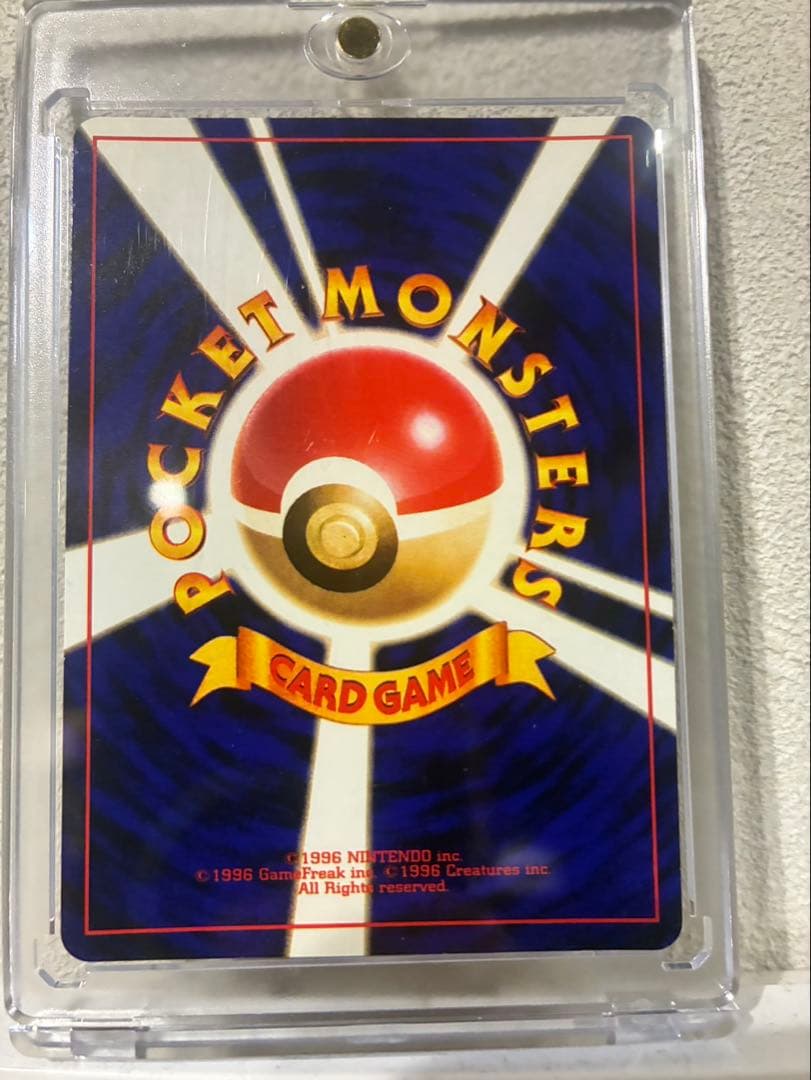 POCKET MONSTERS
CARD GAME
©1996 NINTENDO inc.
©1996 GameFreak inc. ©1996 Creatures inc.
All Rights reserved.